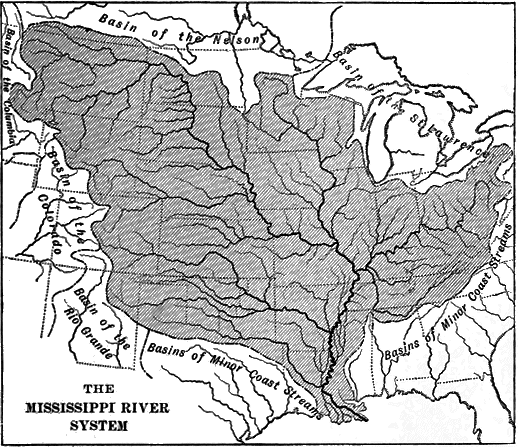 Basin of the Nelson
Basin of the Columbia
Basin of the St Lawrence
Basin of the
Colorado
Basin of the
Rio Grande
Basins of Minor Coast Streams
Basins of Minor Coast Streams
THE
MISSISSIPPI RIVER
SYSTEM